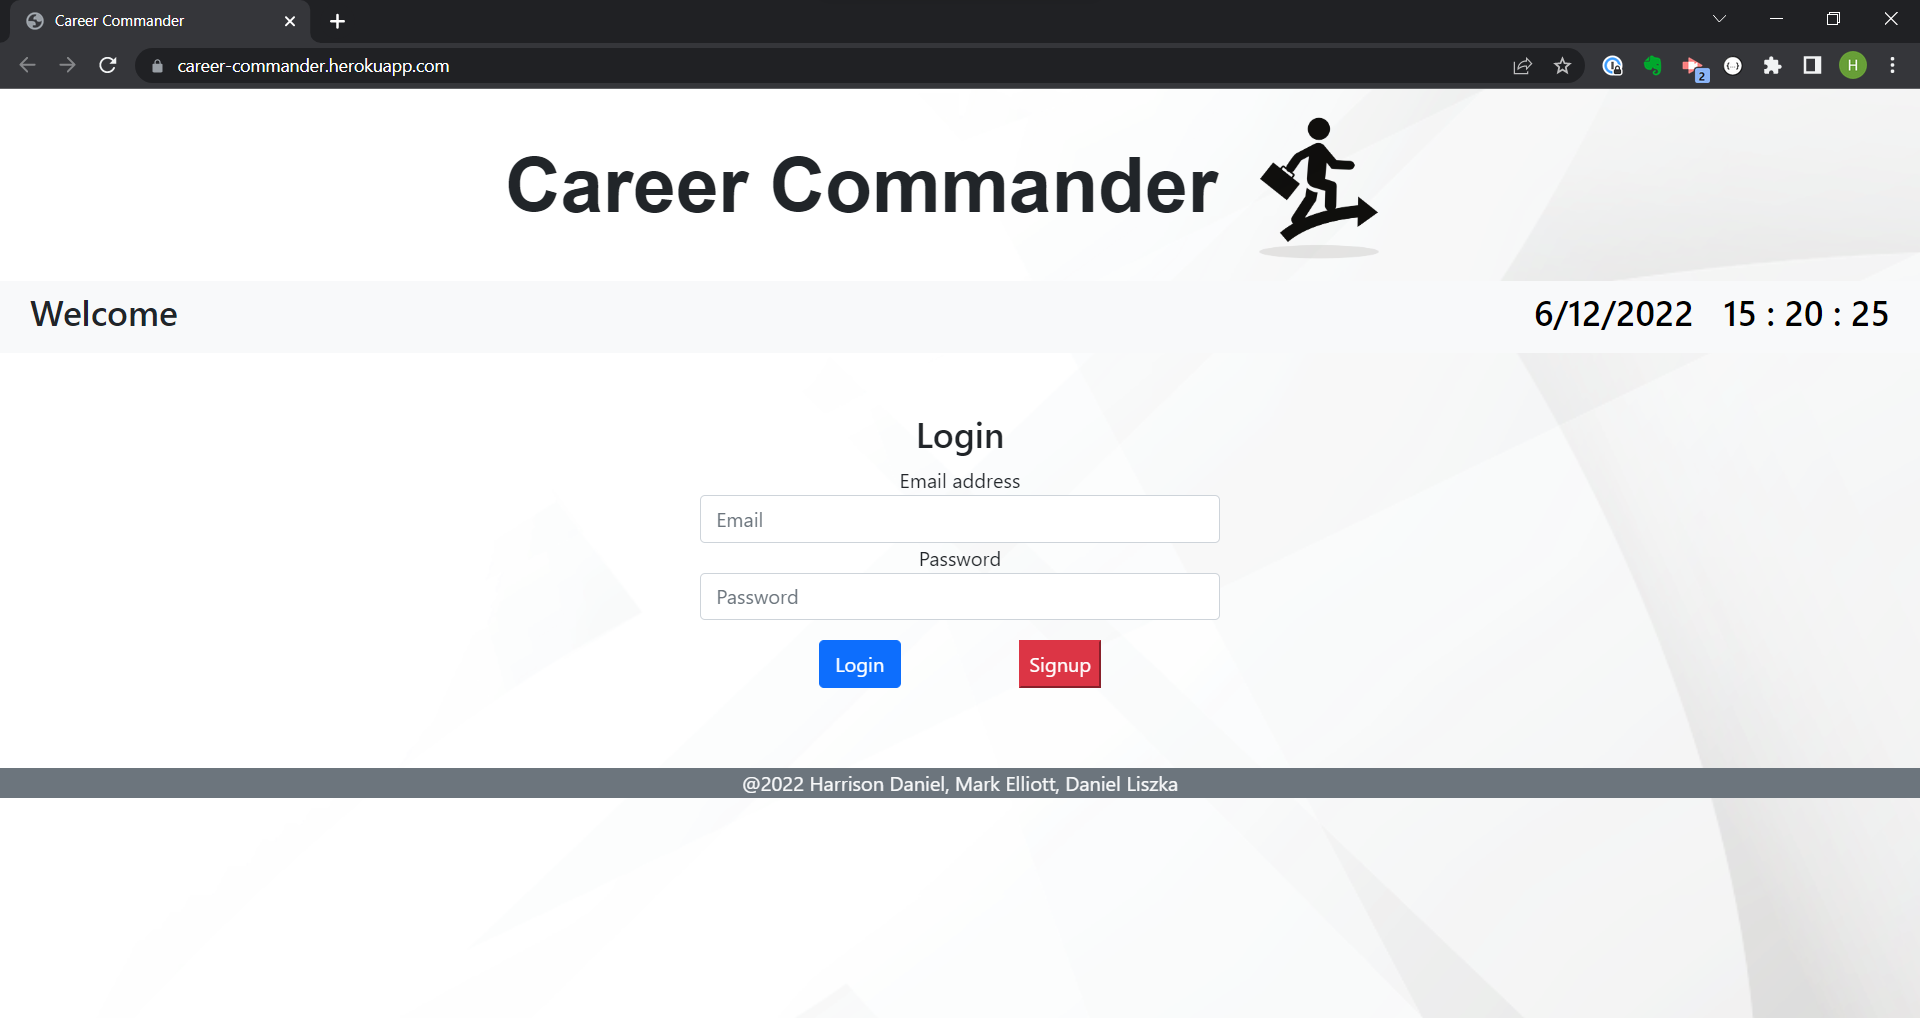 Career Commander
career-commander.herokuapp.com
2
H
Career Commander
Welcome
6/12/2022 15 : 20 : 25
Login
Email address
Email
Password
Password
Login
Signup
@2022 Harrison Daniel, Mark Elliott, Daniel Liszka